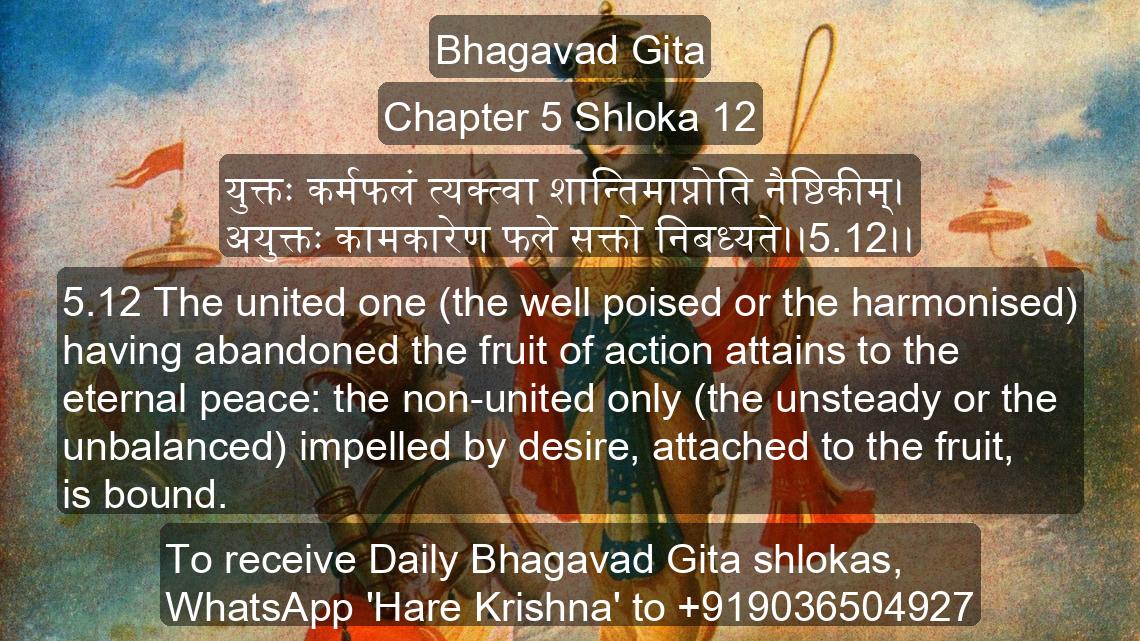 Bhagavad Gita
Chapter 5 Shloka 12
युक्तः कर्मफलं त्यक्त्वा शान्तिमाप्नोति नैष्ठिकीम्।
अयुक्तः कामकारेण फले सक्तो निबध्यते।।5.12।।
5.12 The united one (the well poised or the harmonised)
having abandoned the fruit of action attains to the
eternal peace: the non-united only (the unsteady or the
unbalanced) impelled by desire, attached to the fruit,
is bound.
To receive Daily Bhagavad Gita shlokas,
WhatsApp 'Hare Krishna' to +919036504927